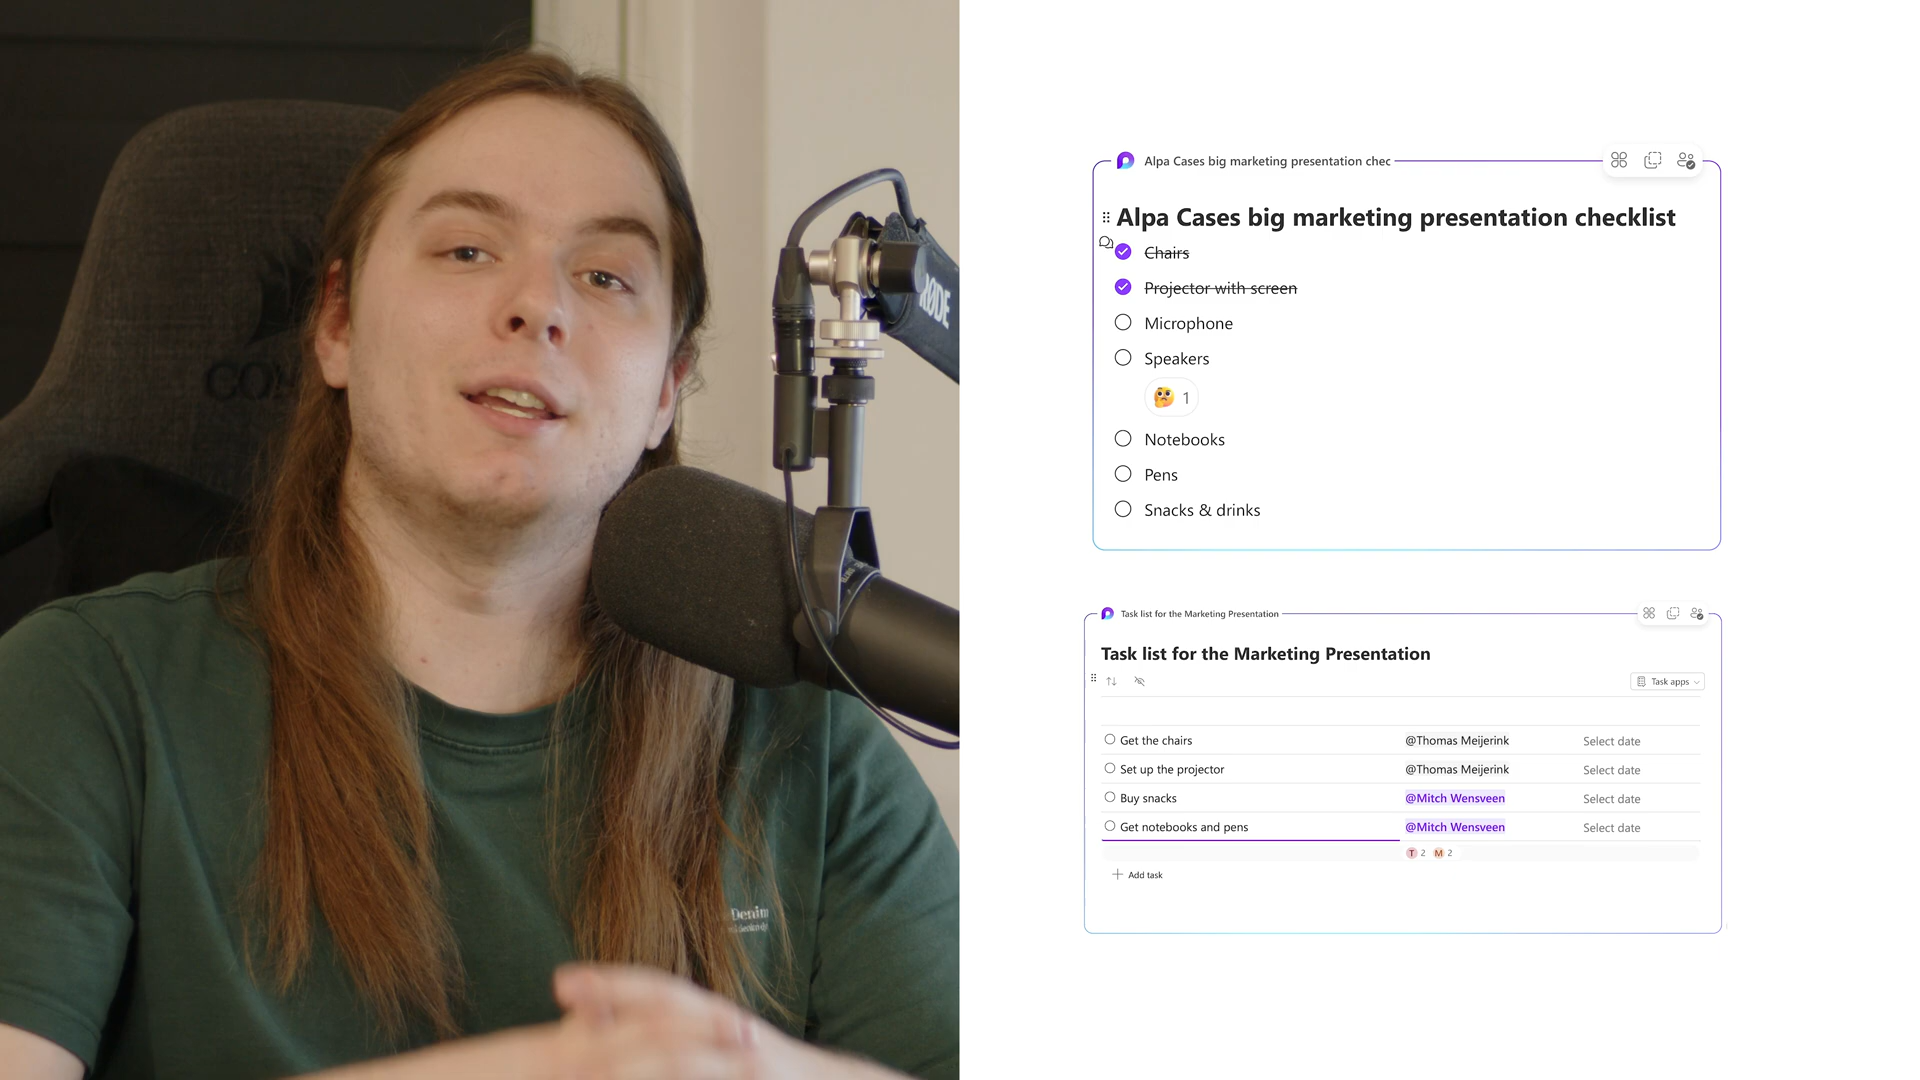 RØDE
Denim
Alpa Cases big marketing presentation chec
Alpa Cases big marketing presentation checklist
Chairs
Projector with screen
Microphone
Speakers
1
Notebooks
Pens
Snacks & drinks
Task list for the Marketing Presentation
Task list for the Marketing Presentation
Task apps
Get the chairs @Thomas Meijerink Select date
Set up the projector @Thomas Meijerink Select date
Buy snacks @Mitch Wensveen Select date
Get notebooks and pens @Mitch Wensveen Select date
T 2 M 2
Add task